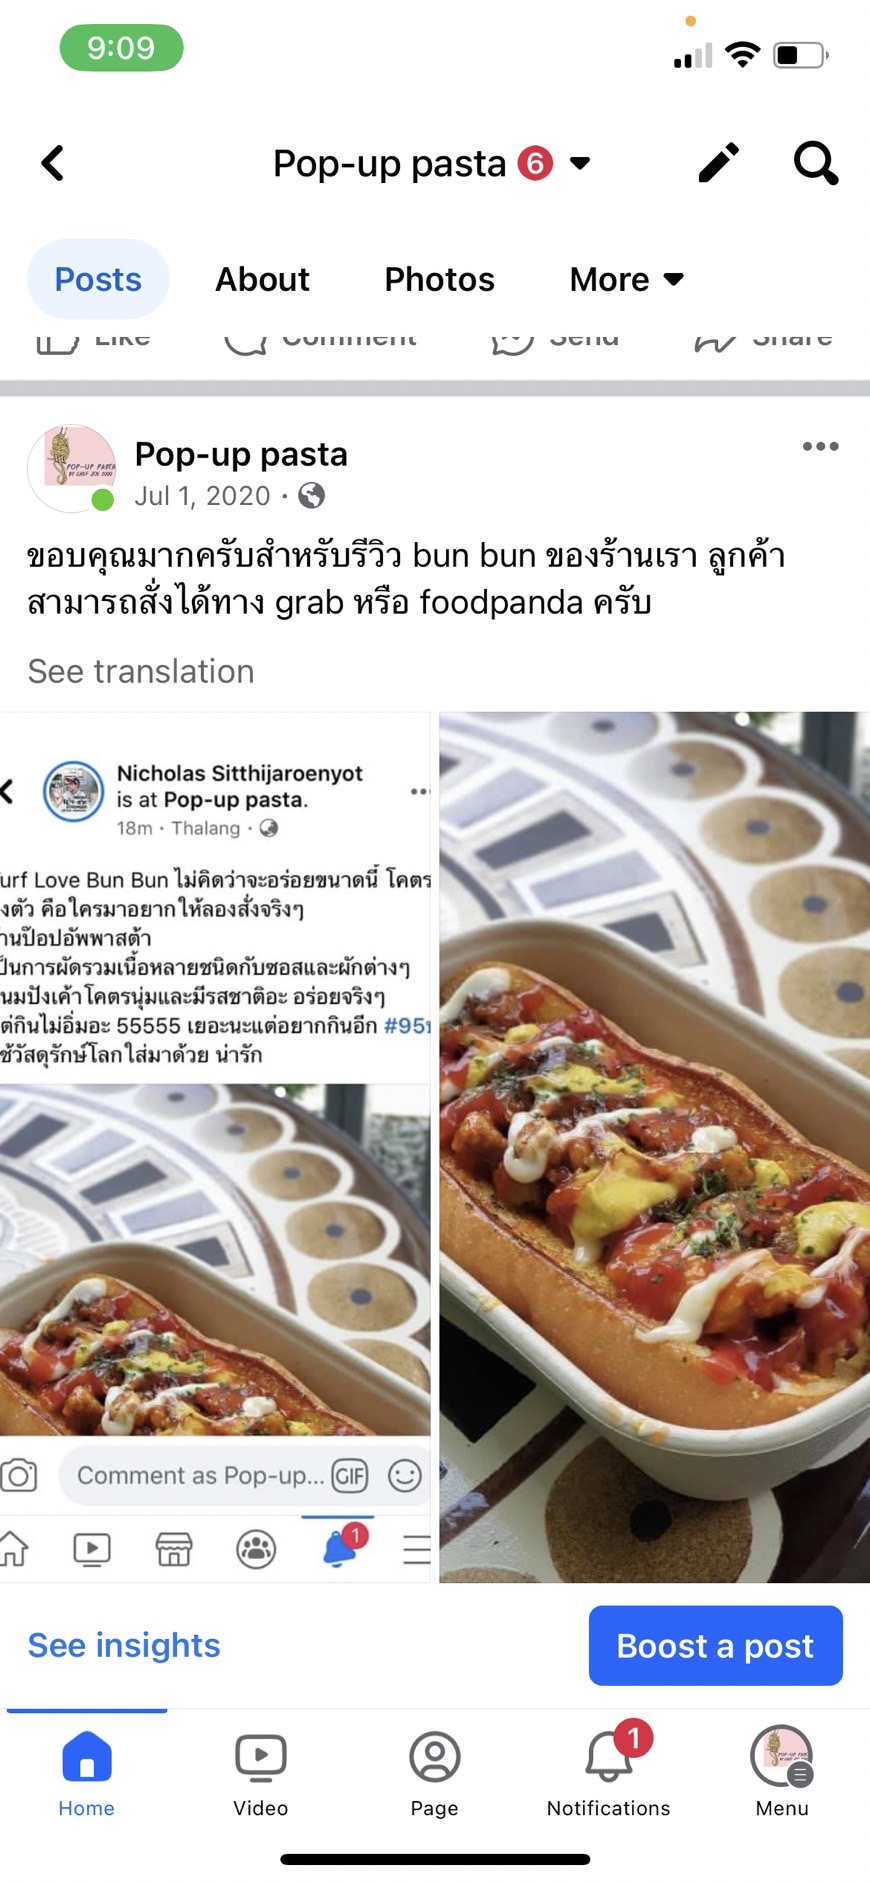 9:09
Pop-up pasta 6
Posts About Photos More
Like Comment Send Share
POP-UP PASTA
Pop-up pasta
Jul 1, 2020 ·
ขอบคุณมากครับสำหรับรีวิว bun bun ของร้านเรา ลูกค้า
สามารถสั่งได้ทาง grab หรือ foodpanda ครับ
See translation
Nicholas Sitthijaroenyot
is at Pop-up pasta.
18m · Thalang ·
urf Love Bun Bun ไม่คิดว่าจะอร่อยขนาดนี้ โคตร
งตัว คือใครมาอยากให้ลองสั่งจริงๆ
านป๊อปอัพพาสต้า
ป็นการผัดรวมเนื้อหลายชนิดกับซอสและผักต่างๆ
นมปังเค้าโคตรนุ่มและมีรสชาติอะ อร่อยจริงๆ
ต่กินไม่อิ่มอะ 55555 เยอะนะแต่อยากกินอีก #95
ช้วัสดุรักษ์โลกใส่มาด้วย น่ารัก
Comment as Pop-up... GIF
1
See insights
Boost a post
1
Home Video Page Notifications Menu